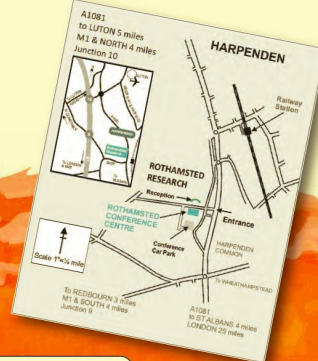 A1081
to LUTON 5 miles
M1 & NORTH 4 miles
Junction 10
HARPENDEN
LUTON
Railway
Station
ROTHAMSTED
RESEARCH
Reception
ROTHAMSTED
CONFERENCE
CENTRE
Entrance
Conference
Car Park
HARPENDEN
COMMON
Scale 1"=¼ mile
To WHEATHAMPSTEAD
To REDBOURN 3 miles
M1 & SOUTH 4 miles
Junction 9
A1081
to ST ALBANS 4 miles
LONDON 25 miles